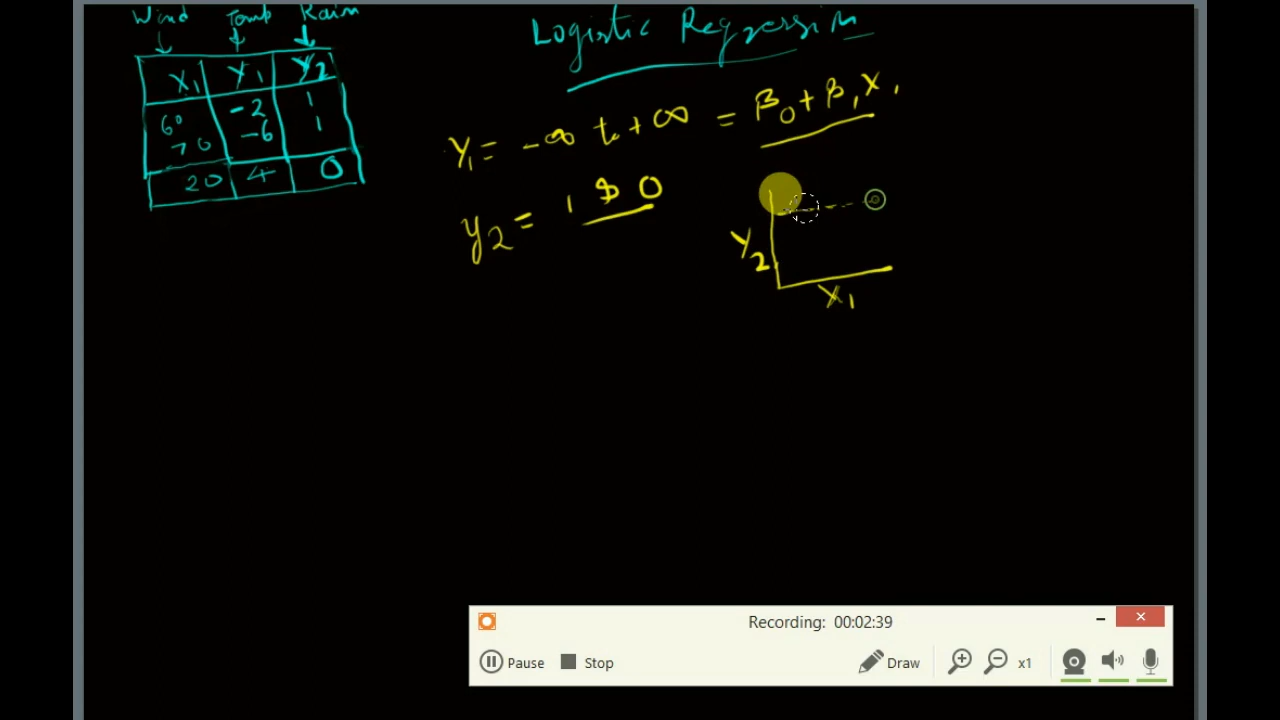 Wind Temp Rain
Logistic Regression
X1 Y1 Y2
60 -2 1
70 -6 1
20 4 0
Y1 = -∞ to +∞ = β0 + β1X1
y2 = 1 & 0
Y2
X1
Recording: 00:02:39
Pause Stop Draw x1